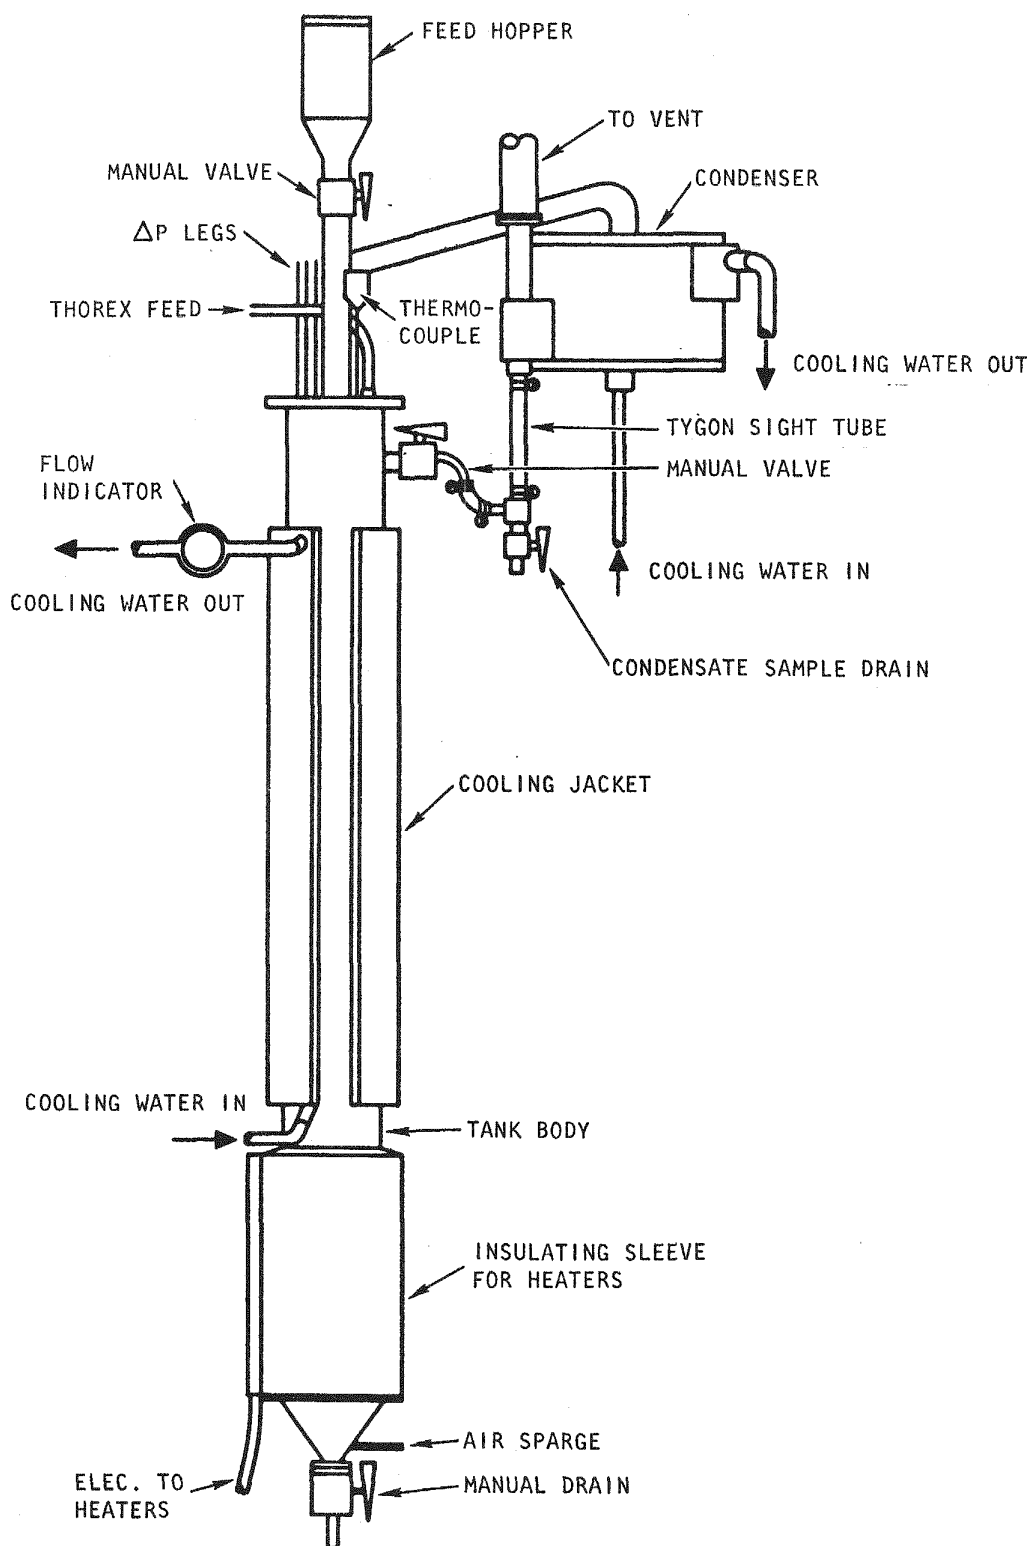 FEED HOPPER
TO VENT
MANUAL VALVE
CONDENSER
ΔP LEGS
THOREX FEED
THERMO-
COUPLE
COOLING WATER OUT
TYGON SIGHT TUBE
FLOW
INDICATOR
MANUAL VALVE
COOLING WATER IN
COOLING WATER OUT
CONDENSATE SAMPLE DRAIN
COOLING JACKET
COOLING WATER IN
TANK BODY
INSULATING SLEEVE
FOR HEATERS
AIR SPARGE
ELEC. TO
HEATERS
MANUAL DRAIN